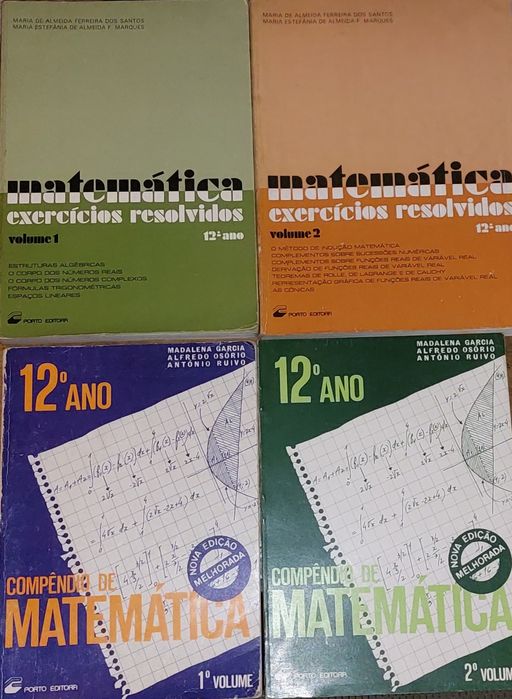 MARIA DE ALMEIDA FERREIRA DOS SANTOS
MARIA ESTEFÂNIA DE ALMEIDA F. MARQUES
matemática
exercícios resolvidos
volume 1
12º ano
ESTRUTURAS ALGÉBRICAS
O CORPO DOS NÚMEROS REAIS
O CORPO DOS NÚMEROS COMPLEXOS
FÓRMULAS TRIGONOMÉTRICAS
ESPAÇOS LINEARES
PORTO EDITORA
MARIA DE ALMEIDA FERREIRA DOS SANTOS
MARIA ESTEFÂNIA DE ALMEIDA F. MARQUES
matemática
exercícios resolvidos
volume 2
12º ano
O MÉTODO DE INDUÇÃO MATEMÁTICA
COMPLEMENTOS SOBRE SUCESSÕES NUMÉRICAS
COMPLEMENTOS SOBRE FUNÇÕES REAIS DE VARIÁVEL REAL
DERIVAÇÃO DE FUNÇÕES REAIS DE VARIÁVEL REAL
TEOREMAS DE ROLLE, DE LAGRANGE E DE CAUCHY
REPRESENTAÇÃO GRÁFICA DE FUNÇÕES REAIS DE VARIÁVEL REAL
AS CÓNICAS
PORTO EDITORA
MADALENA GARCIA
ALFREDO OSÓRIO
ANTÓNIO RUIVO
12º ANO
NOVA EDIÇÃO
MELHORADA
COMPÊNDIO DE
MATEMÁTICA
PORTO EDITORA
1º VOLUME
MADALENA GARCIA
ALFREDO OSÓRIO
ANTÓNIO RUIVO
12º ANO
NOVA EDIÇÃO
MELHORADA
COMPÊNDIO DE
MATEMÁTICA
PORTO EDITORA
2º VOLUME